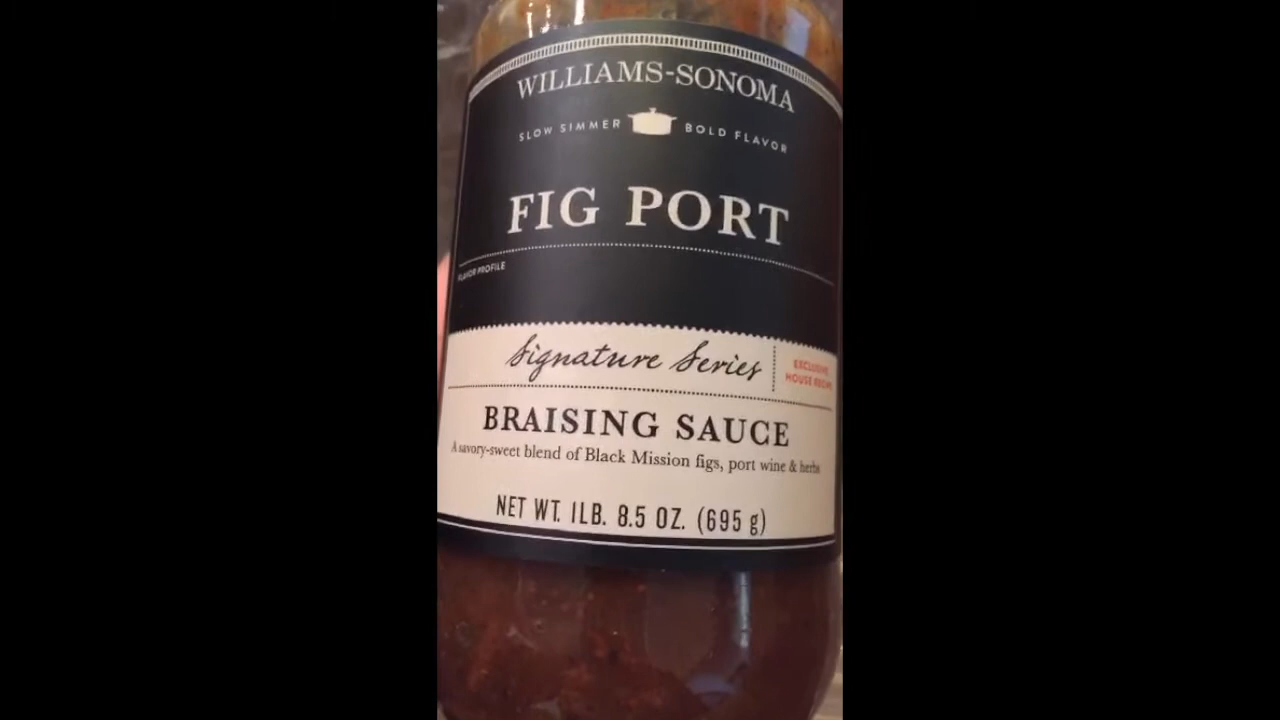 WILLIAMS-SONOMA
SLOW SIMMER BOLD FLAVOR
FIG PORT
FLAVOR PROFILE
Signature Series
EXCLUSIVE
HOUSE RECIPE
BRAISING SAUCE
A savory-sweet blend of Black Mission figs, port wine & herbs
NET WT. 1LB. 8.5 OZ. (695 g)